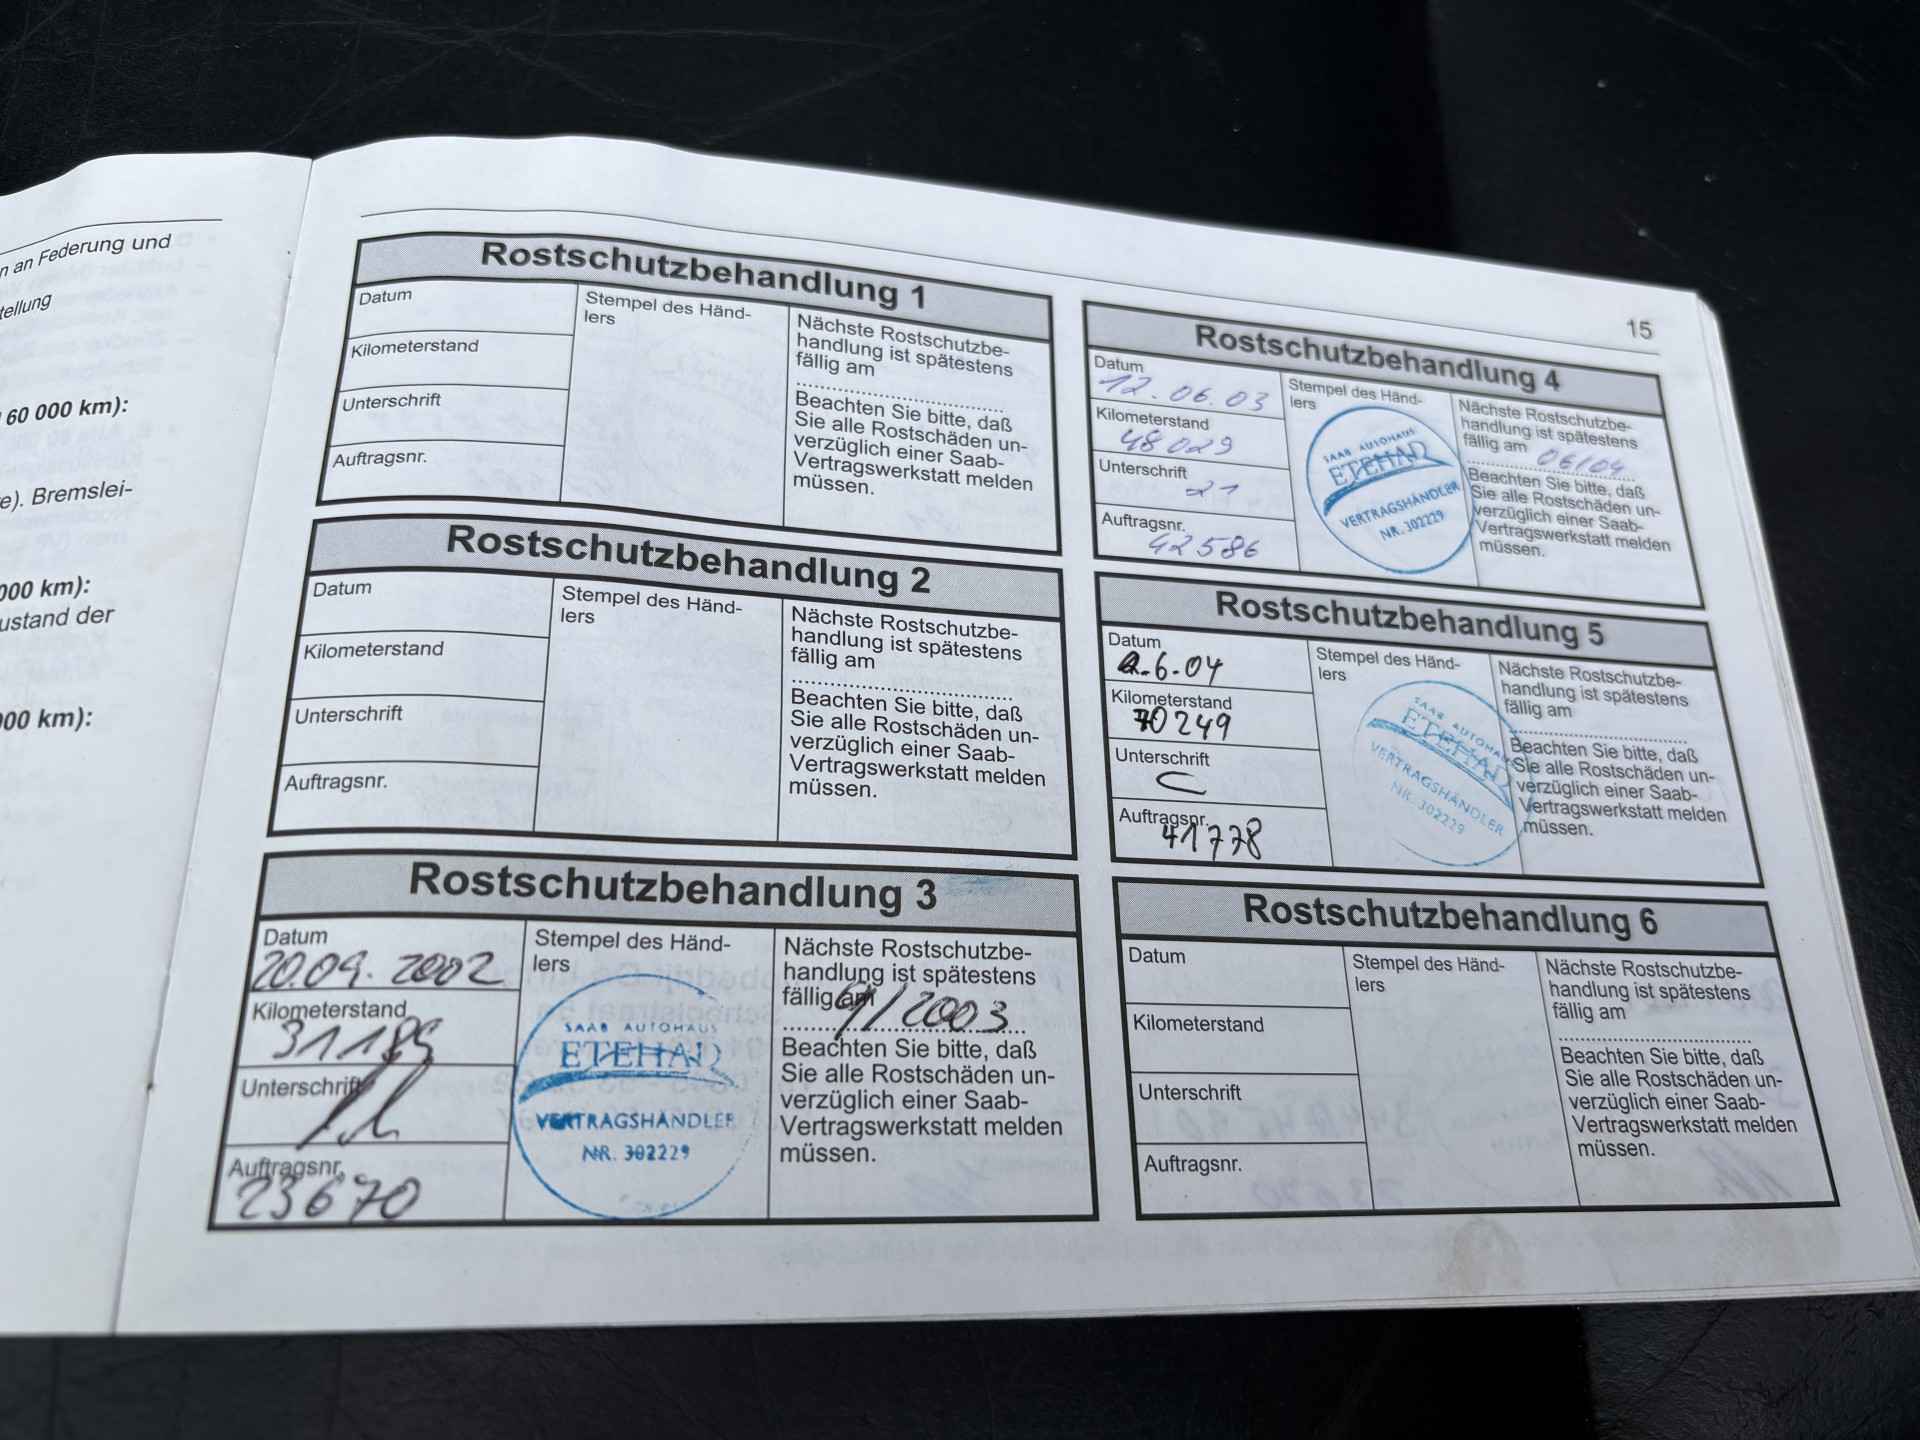 n an Federung und
tellung
60 000 km):
e). Bremslei-
000 km):
ustand der
000 km):
15
Rostschutzbehandlung 1
Datum
Kilometerstand
Unterschrift
Auftragsnr.
Stempel des Händ-
lers
Nächste Rostschutzbe-
handlung ist spätestens
fällig am
Beachten Sie bitte, daß
Sie alle Rostschäden un-
verzüglich einer Saab-
Vertragswerkstatt melden
müssen.
Rostschutzbehandlung 2
Datum
Kilometerstand
Unterschrift
Auftragsnr.
Stempel des Händ-
lers
Nächste Rostschutzbe-
handlung ist spätestens
fällig am
Beachten Sie bitte, daß
Sie alle Rostschäden un-
verzüglich einer Saab-
Vertragswerkstatt melden
müssen.
Rostschutzbehandlung 3
Datum
20.09.2002
Kilometerstand
Unterschrift
Auftragsnr.
23670
Stempel des Händ-
lers
SAAB AUTOHAUS
ETEHAD
VERTRAGSHÄNDLER
NR. 302229
Nächste Rostschutzbe-
handlung ist spätestens
fällig am
9/2003
Beachten Sie bitte, daß
Sie alle Rostschäden un-
verzüglich einer Saab-
Vertragswerkstatt melden
müssen.
Rostschutzbehandlung 4
Datum
12.06.03
Kilometerstand
48029
Unterschrift
21
Auftragsnr.
42586
Stempel des Händ-
lers
SAAB AUTOHAUS
ETEHAD
VERTRAGSHÄNDLER
NR. 302229
Nächste Rostschutzbe-
handlung ist spätestens
fällig am 06/04
Beachten Sie bitte, daß
Sie alle Rostschäden un-
verzüglich einer Saab-
Vertragswerkstatt melden
müssen.
Rostschutzbehandlung 5
Datum
2.6.04
Kilometerstand
70249
Unterschrift
Auftragsnr.
41778
Stempel des Händ-
lers
SAAB AUTOHAUS
ETEHAD
VERTRAGSHÄNDLER
NR. 302229
Nächste Rostschutzbe-
handlung ist spätestens
fällig am
Beachten Sie bitte, daß
Sie alle Rostschäden un-
verzüglich einer Saab-
Vertragswerkstatt melden
müssen.
Rostschutzbehandlung 6
Datum
Kilometerstand
Unterschrift
Auftragsnr.
Stempel des Händ-
lers
Nächste Rostschutzbe-
handlung ist spätestens
fällig am
Beachten Sie bitte, daß
Sie alle Rostschäden un-
verzüglich einer Saab-
Vertragswerkstatt melden
müssen.